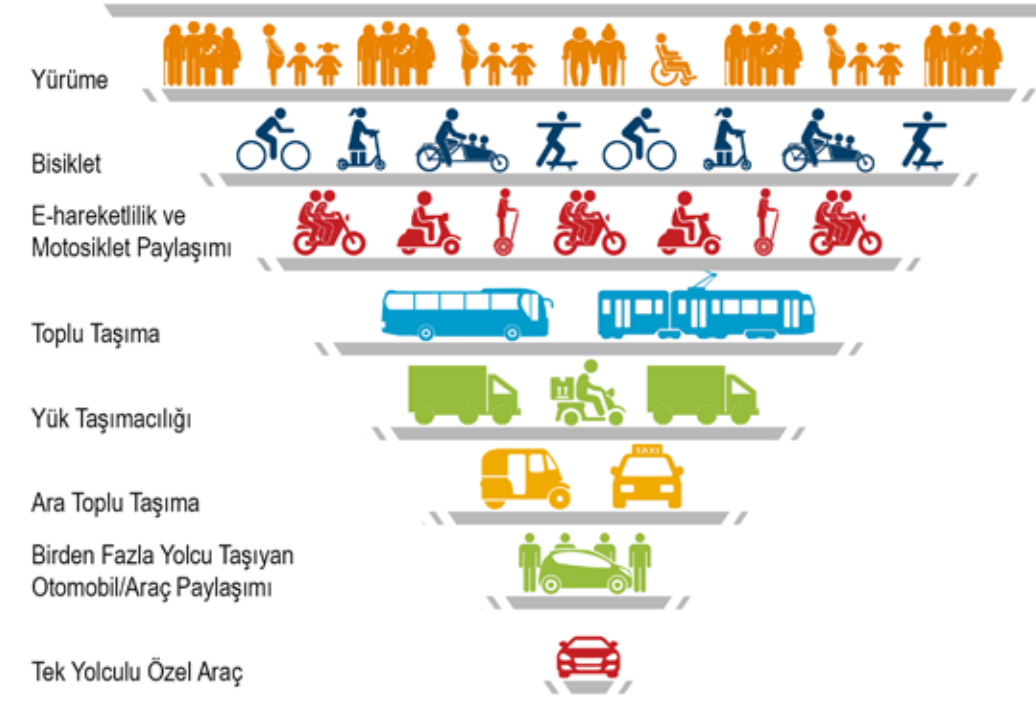 Yürüme
Bisiklet
E-hareketlilik ve
Motosiklet Paylaşımı
Toplu Taşıma
Yük Taşımacılığı
TAXI
Ara Toplu Taşıma
Birden Fazla Yolcu Taşıyan
Otomobil/Araç Paylaşımı
Tek Yolculu Özel Araç